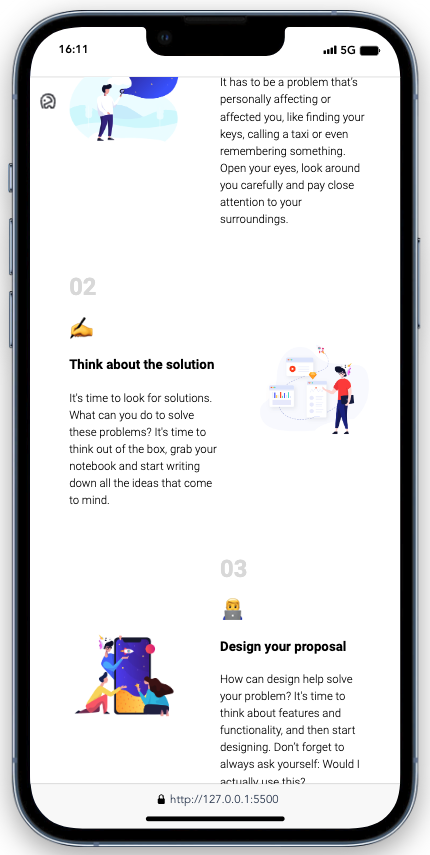 16:11
5G
It has to be a problem that's
personally affecting or
affected you, like finding your
keys, calling a taxi or even
remembering something.
Open your eyes, look around
you carefully and pay close
attention to your
surroundings.
02
Think about the solution
It's time to look for solutions.
What can you do to solve
these problems? It's time to
think out of the box, grab your
notebook and start writing
down all the ideas that come
to mind.
03
Design your proposal
How can design help solve
your problem? It's time to
think about features and
functionality, and then start
designing. Don't forget to
always ask yourself: Would I
actually use this?
http://127.0.0.1:5500